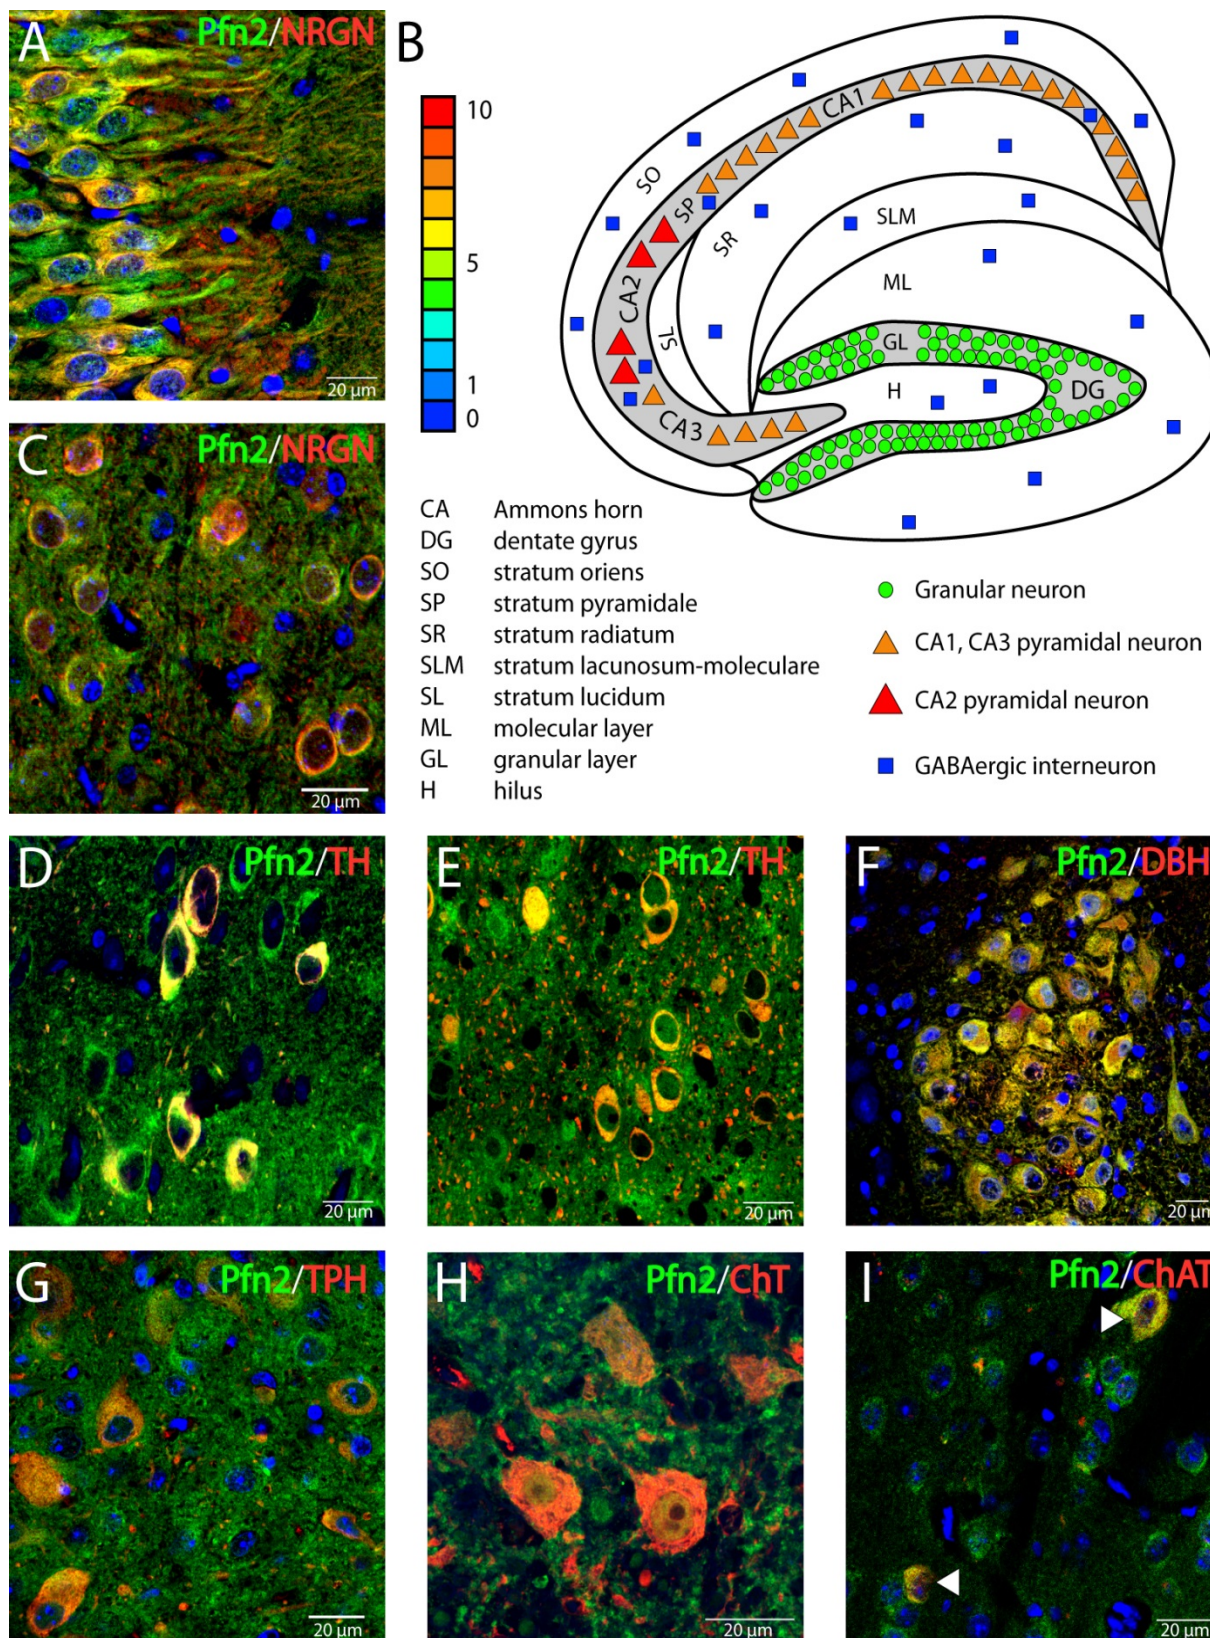 A
Pfn2/NRGN
20 µm
B
10
5
1
0
SO
SP
CA1
SR
SLM
CA2
SL
ML
GL
H
DG
CA3
C
Pfn2/NRGN
20 µm
CA Ammons horn
DG dentate gyrus
SO stratum oriens
SP stratum pyramidale
SR stratum radiatum
SLM stratum lacunosum-moleculare
SL stratum lucidum
ML molecular layer
GL granular layer
H hilus
Granular neuron
CA1, CA3 pyramidal neuron
CA2 pyramidal neuron
GABAergic interneuron
D
Pfn2/TH
20 µm
E
Pfn2/TH
20 µm
F
Pfn2/DBH
20 µm
G
Pfn2/TPH
20 µm
H
Pfn2/ChT
20 µm
I
Pfn2/ChAT
20 µm